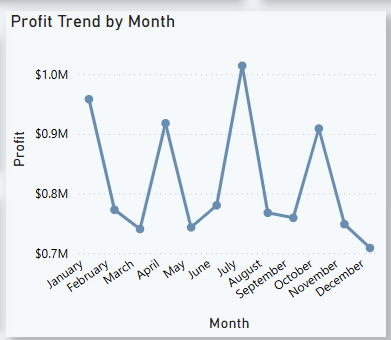 Profit Trend by Month
$1.0M
$0.9M
$0.8M
$0.7M
Profit
January
February
March
April
May
June
July
August
September
October
November
December
Month